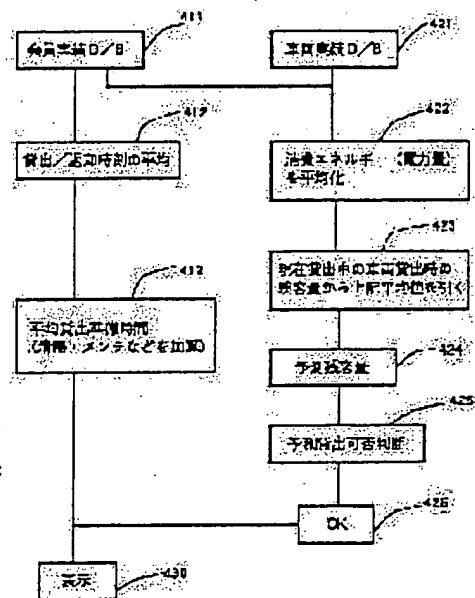 会員実績D/B
411
車両実績D/B
421
412
貸出/返却時刻の平均
422
消費エネルギー(電力量)
を平均化
423
現在貸出中の車両貸出時の
残容量から上記平均値を引く
平均貸出準備時間
(清掃・メンテなどを加算)
予測残容量
424
425
予約貸出可否判断
OK
426
表示
430